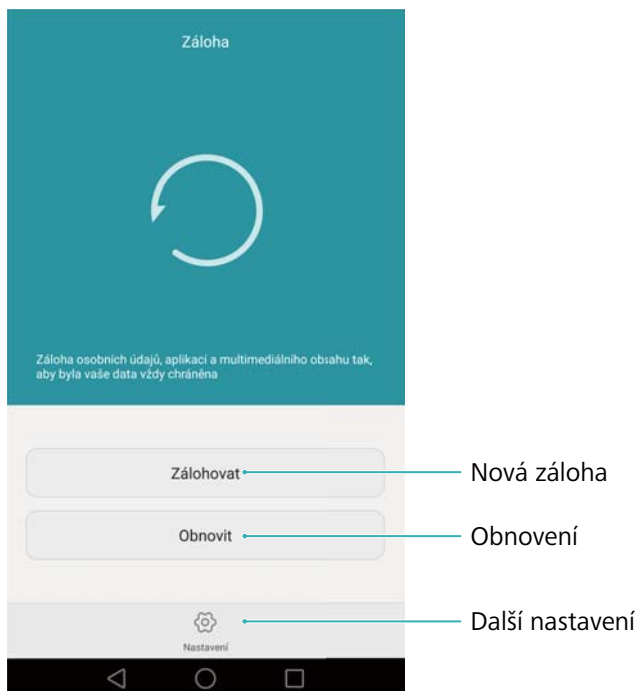 Záloha
Záloha osobních údajů, aplikací a multimediálního obsahu tak,
aby byla vaše data vždy chráněna
Zálohovat
Nová záloha
Obnovit
Obnovení
Další nastavení
Nastavení